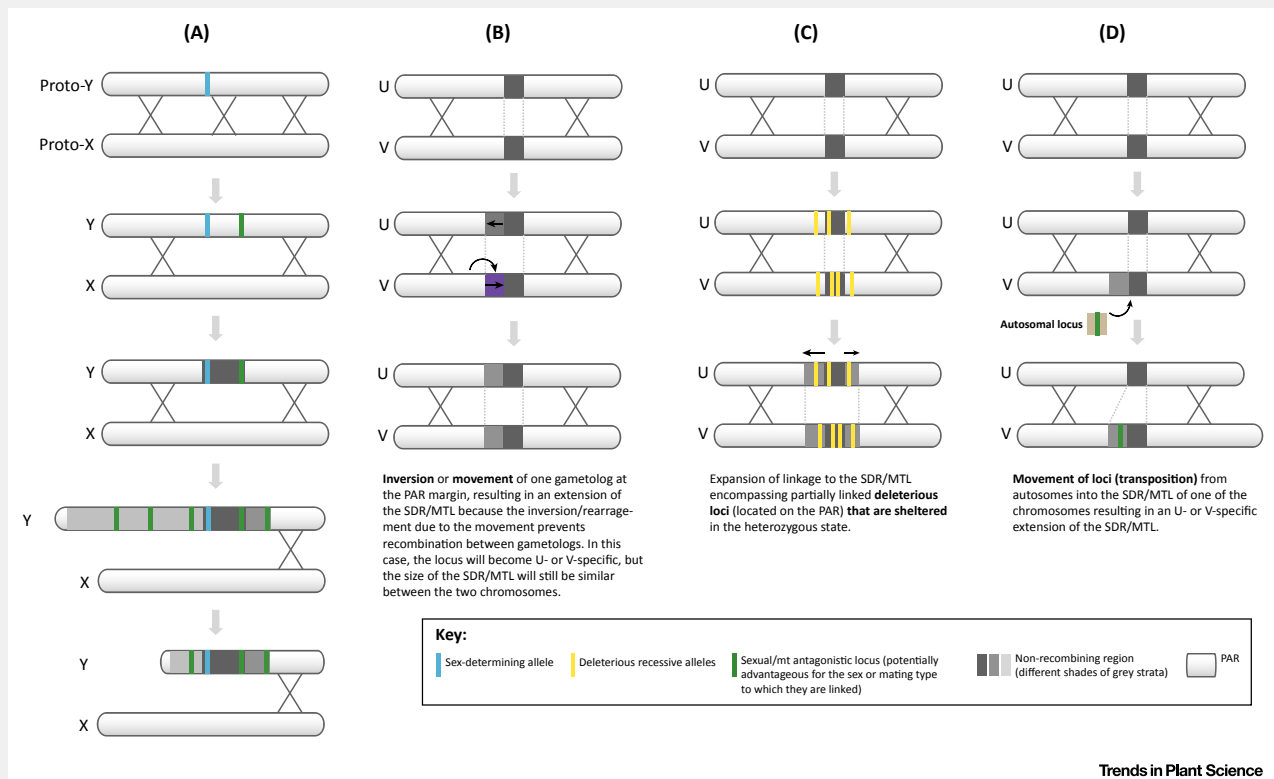 (A)
Proto-Y
Proto-X
Y
X
Y
X
Y
X
Y
X
(B)
U
V
U
V
U
V
Inversion or movement of one gametolog at
the PAR margin, resulting in an extension of
the SDR/MTL because the inversion/rearrange-
ment due to the movement prevents
recombination between gametologs. In this
case, the locus will become U- or V-specific, but
the size of the SDR/MTL will still be similar
between the two chromosomes.
(C)
U
V
U
V
U
V
Expansion of linkage to the SDR/MTL
encompassing partially linked deleterious
loci (located on the PAR) that are sheltered
in the heterozygous state.
(D)
U
V
U
V
Autosomal locus
U
V
Movement of loci (transposition) from
autosomes into the SDR/MTL of one of the
chromosomes resulting in an U- or V-specific
extension of the SDR/MTL.
Key:
Sex-determining allele
Deleterious recessive alleles
Sexual/mt antagonistic locus (potentially
advantageous for the sex or mating type
to which they are linked)
Non-recombining region
(different shades of grey strata)
PAR
Trends in Plant Science